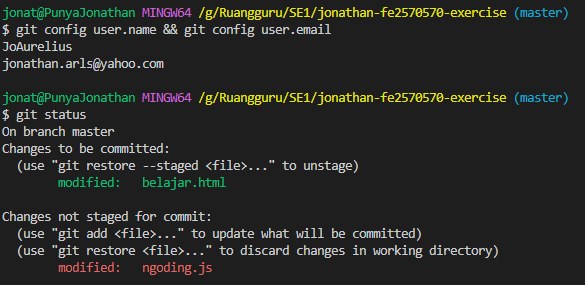 jonat@PunyaJonathan MINGW64 /g/Ruangguru/SE1/jonathan-fe2570570-exercise (master)
$ git config user.name && git config user.email
JoAurelius
jonathan.arls@yahoo.com

jonat@PunyaJonathan MINGW64 /g/Ruangguru/SE1/jonathan-fe2570570-exercise (master)
$ git status
On branch master
Changes to be committed:
  (use "git restore --staged <file>..." to unstage)
        modified:   belajar.html

Changes not staged for commit:
  (use "git add <file>..." to update what will be committed)
  (use "git restore <file>..." to discard changes in working directory)
        modified:   ngoding.js